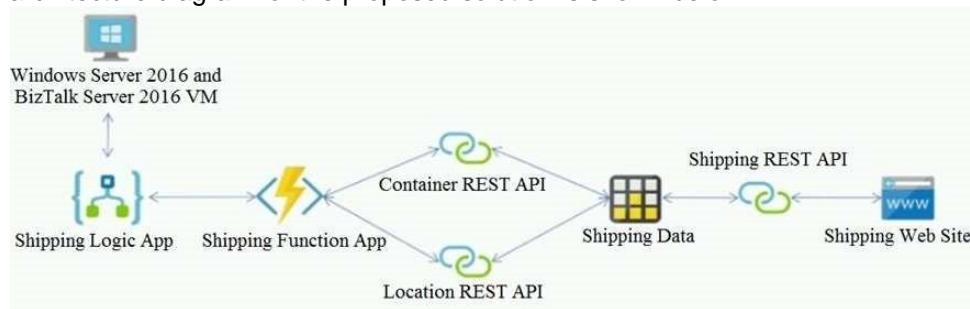 Windows Server 2016 and
BizTalk Server 2016 VM
Shipping REST API
Container REST API
www
Shipping Logic App
Shipping Function App
Shipping Data
Shipping Web Site
Location REST API